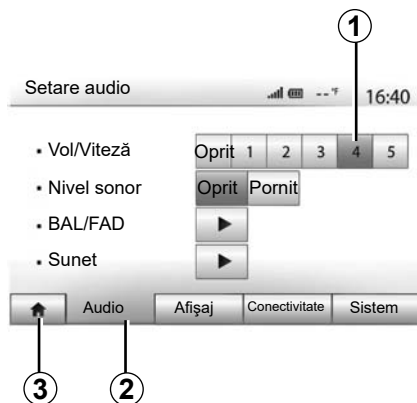 1
Setare audio --°F 16:40
Vol/Viteză Oprit 1 2 3 4 5
Nivel sonor Oprit Pornit
BAL/FAD
Sunet
Audio Afişaj Conectivitate Sistem
3 2